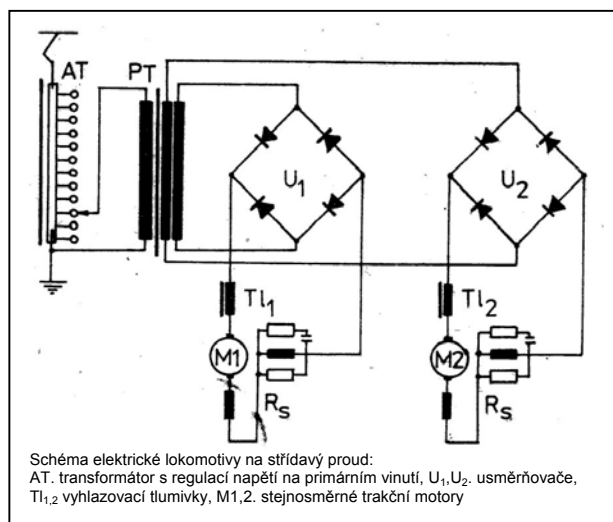 AT
PT
U1
U2
Tl1
Tl2
M1
M2
Rs
Rs
Schéma elektrické lokomotivy na střídavý proud:
AT. transformátor s regulací napětí na primárním vinutí, U1,U2. usměrňovače,
Tl1,2 vyhlazovací tlumivky, M1,2. stejnosměrné trakční motory